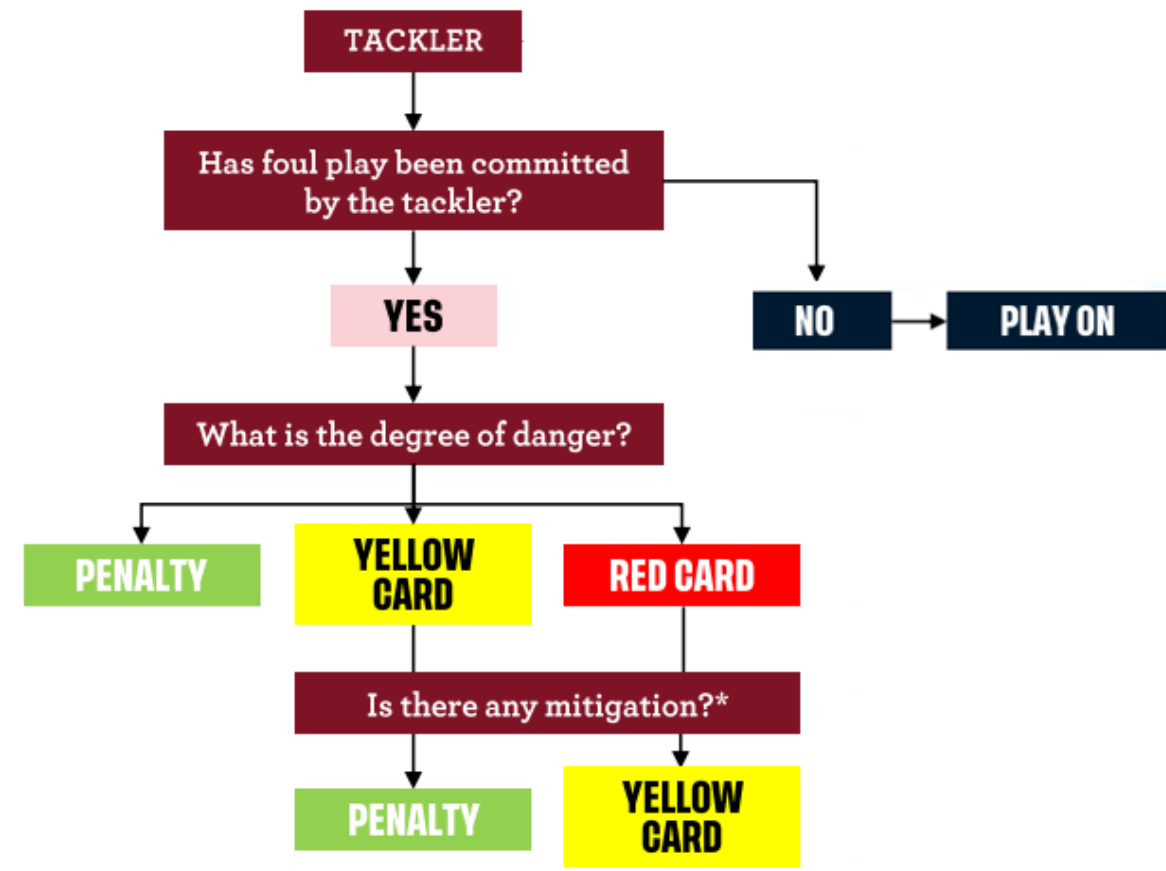 TACKLER
Has foul play been committed
by the tackler?
YES
NO
PLAY ON
What is the degree of danger?
PENALTY
YELLOW
CARD
RED CARD
Is there any mitigation?*
PENALTY
YELLOW
CARD